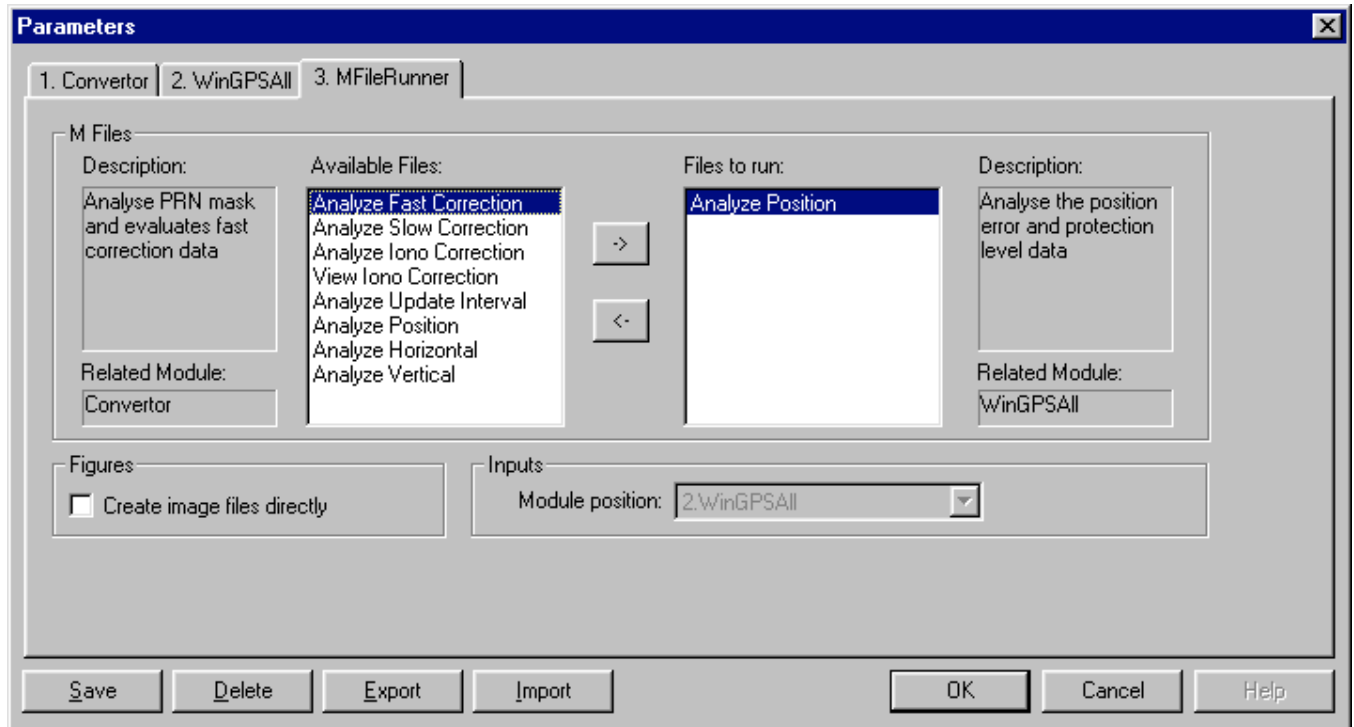 Parameters
1. Convertor
2. WinGPSAll
3. MFileRunner
M Files
Description:
Analyse PRN mask
and evaluates fast
correction data
Related Module:
Convertor
Available Files:
Analyze Fast Correction
Analyze Slow Correction
Analyze Iono Correction
View Iono Correction
Analyze Update Interval
Analyze Position
Analyze Horizontal
Analyze Vertical
->
<-
Files to run:
Analyze Position
Description:
Analyse the position
error and protection
level data
Related Module:
WinGPSAll
Figures
Create image files directly
Inputs
Module position:
2.WinGPSAll
Save
Delete
Export
Import
OK
Cancel
Help